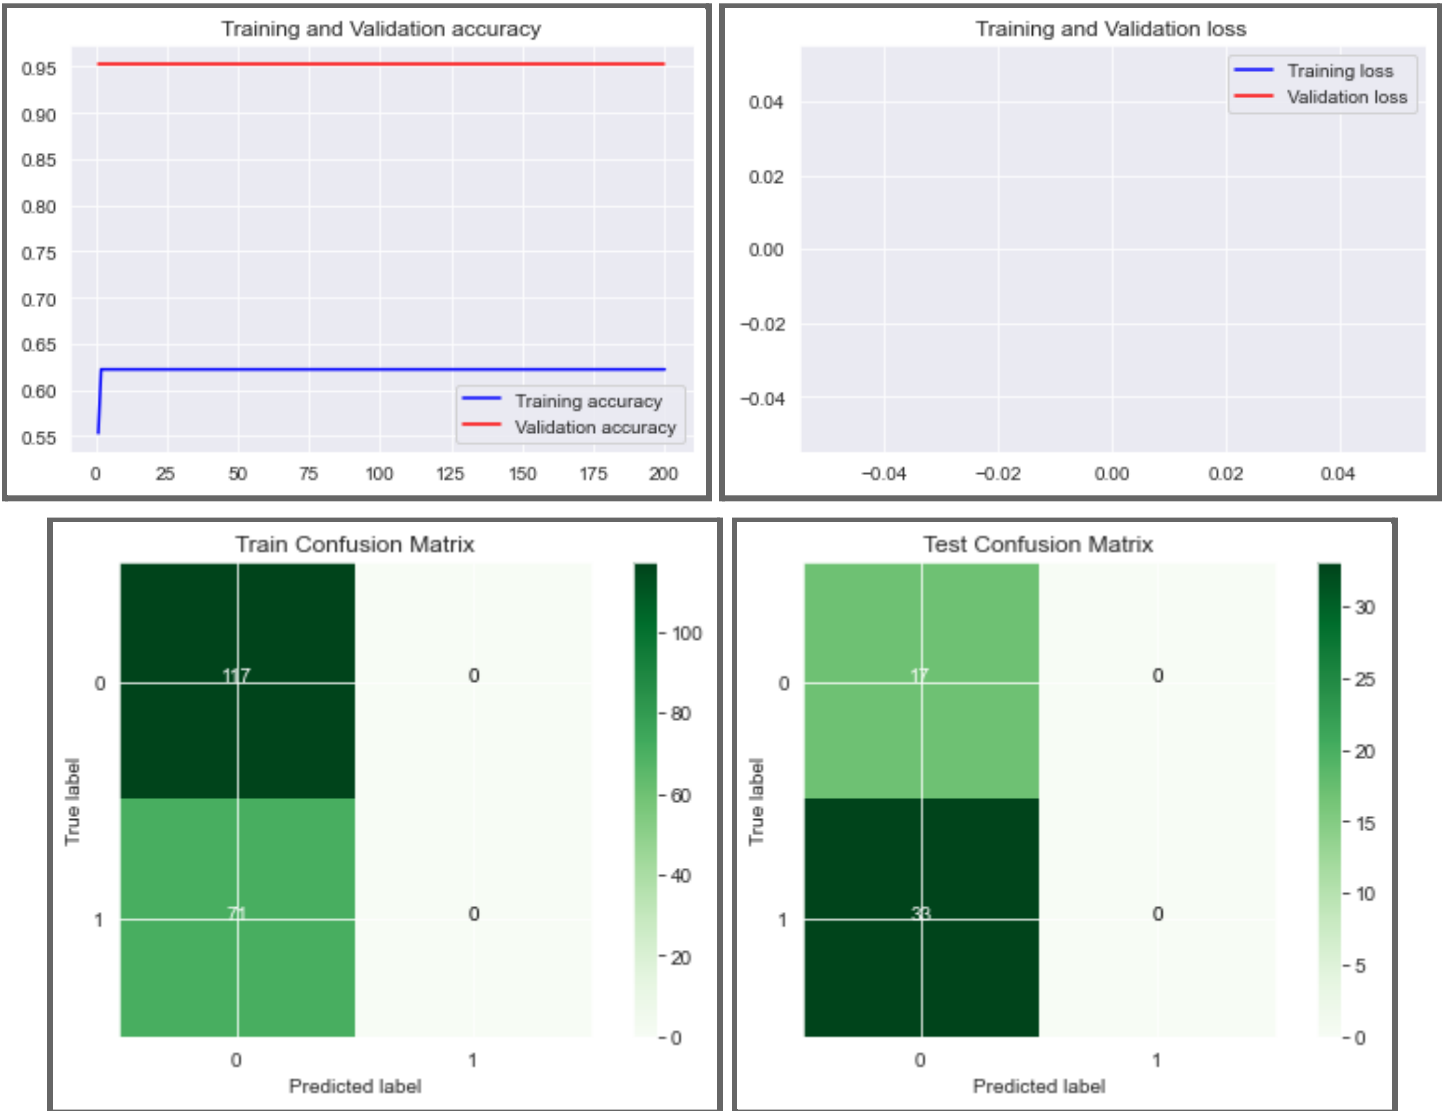 Training and Validation accuracy
0.95
0.90
0.85
0.80
0.75
0.70
0.65
0.60
0.55
Training accuracy
Validation accuracy
0 25 50 75 100 125 150 175 200
Training and Validation loss
Training loss
Validation loss
0.04
0.02
0.00
−0.02
−0.04
−0.04 −0.02 0.00 0.02 0.04
Train Confusion Matrix
True label
0
1
117 0
71 0
0 1
Predicted label
100
80
60
40
20
0
Test Confusion Matrix
True label
0
1
17 0
33 0
0 1
Predicted label
30
25
20
15
10
5
0